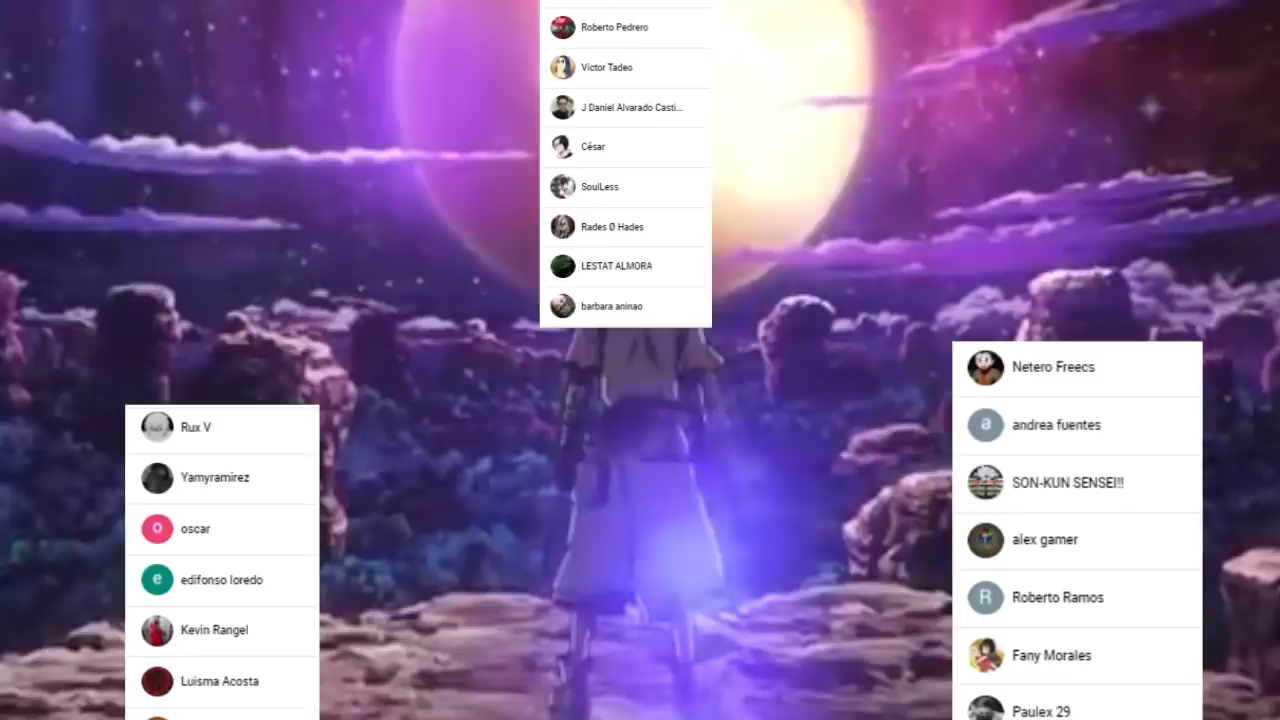 Roberto Pedrero
Victor Tadeo
J Daniel Alvarado Casti...
César
SoulLess
Rades Ø Hades
LESTAT ALMORA
barbara aninao
Rux V
Yamyramirez
o oscar
e edifonso loredo
Kevin Rangel
Luisma Acosta
Netero Freecs
a andrea fuentes
SON-KUN SENSEI!!!
alex gamer
R Roberto Ramos
Fany Morales
Paulex 29